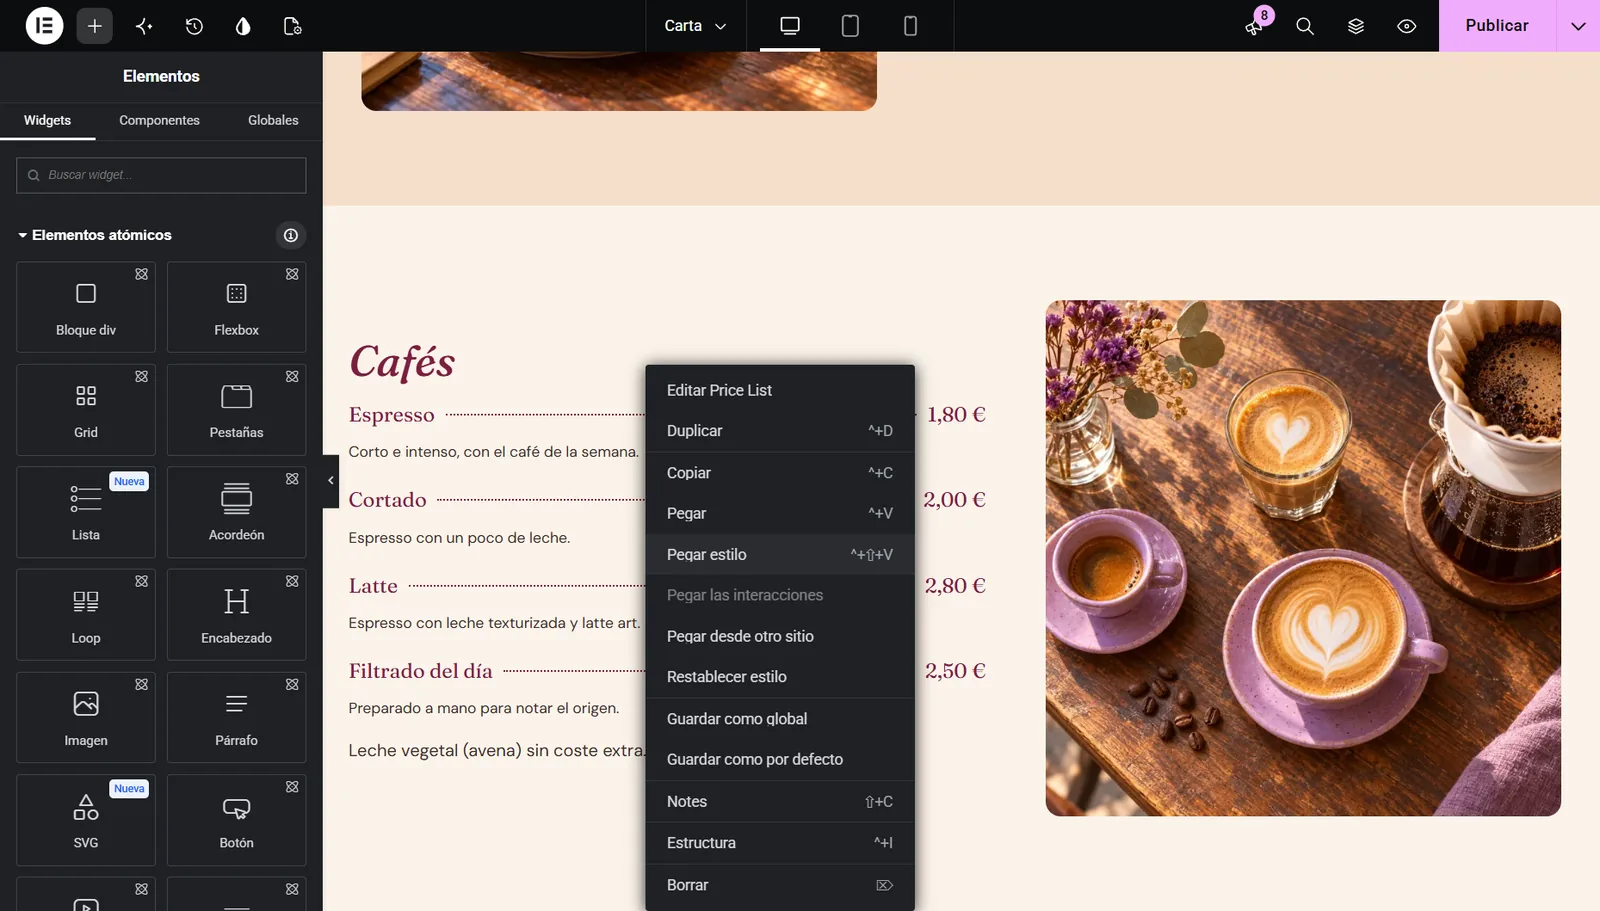 Carta
8
Publicar
Elementos
Widgets
Componentes
Globales
Buscar widget...
Elementos atómicos
Bloque div
Flexbox
Grid
Pestañas
Nueva
Lista
Acordeón
Loop
Encabezado
Imagen
Párrafo
Nueva
SVG
Botón
Cafés
Espresso 1,80 €
Corto e intenso, con el café de la semana.
Cortado 2,00 €
Espresso con un poco de leche.
Latte 2,80 €
Espresso con leche texturizada y latte art.
Filtrado del día 2,50 €
Preparado a mano para notar el origen.
Leche vegetal (avena) sin coste extra.
Editar Price List
Duplicar ^+D
Copiar ^+C
Pegar ^+V
Pegar estilo ^+⇧+V
Pegar las interacciones
Pegar desde otro sitio
Restablecer estilo
Guardar como global
Guardar como por defecto
Notes ⇧+C
Estructura ^+I
Borrar ⌦